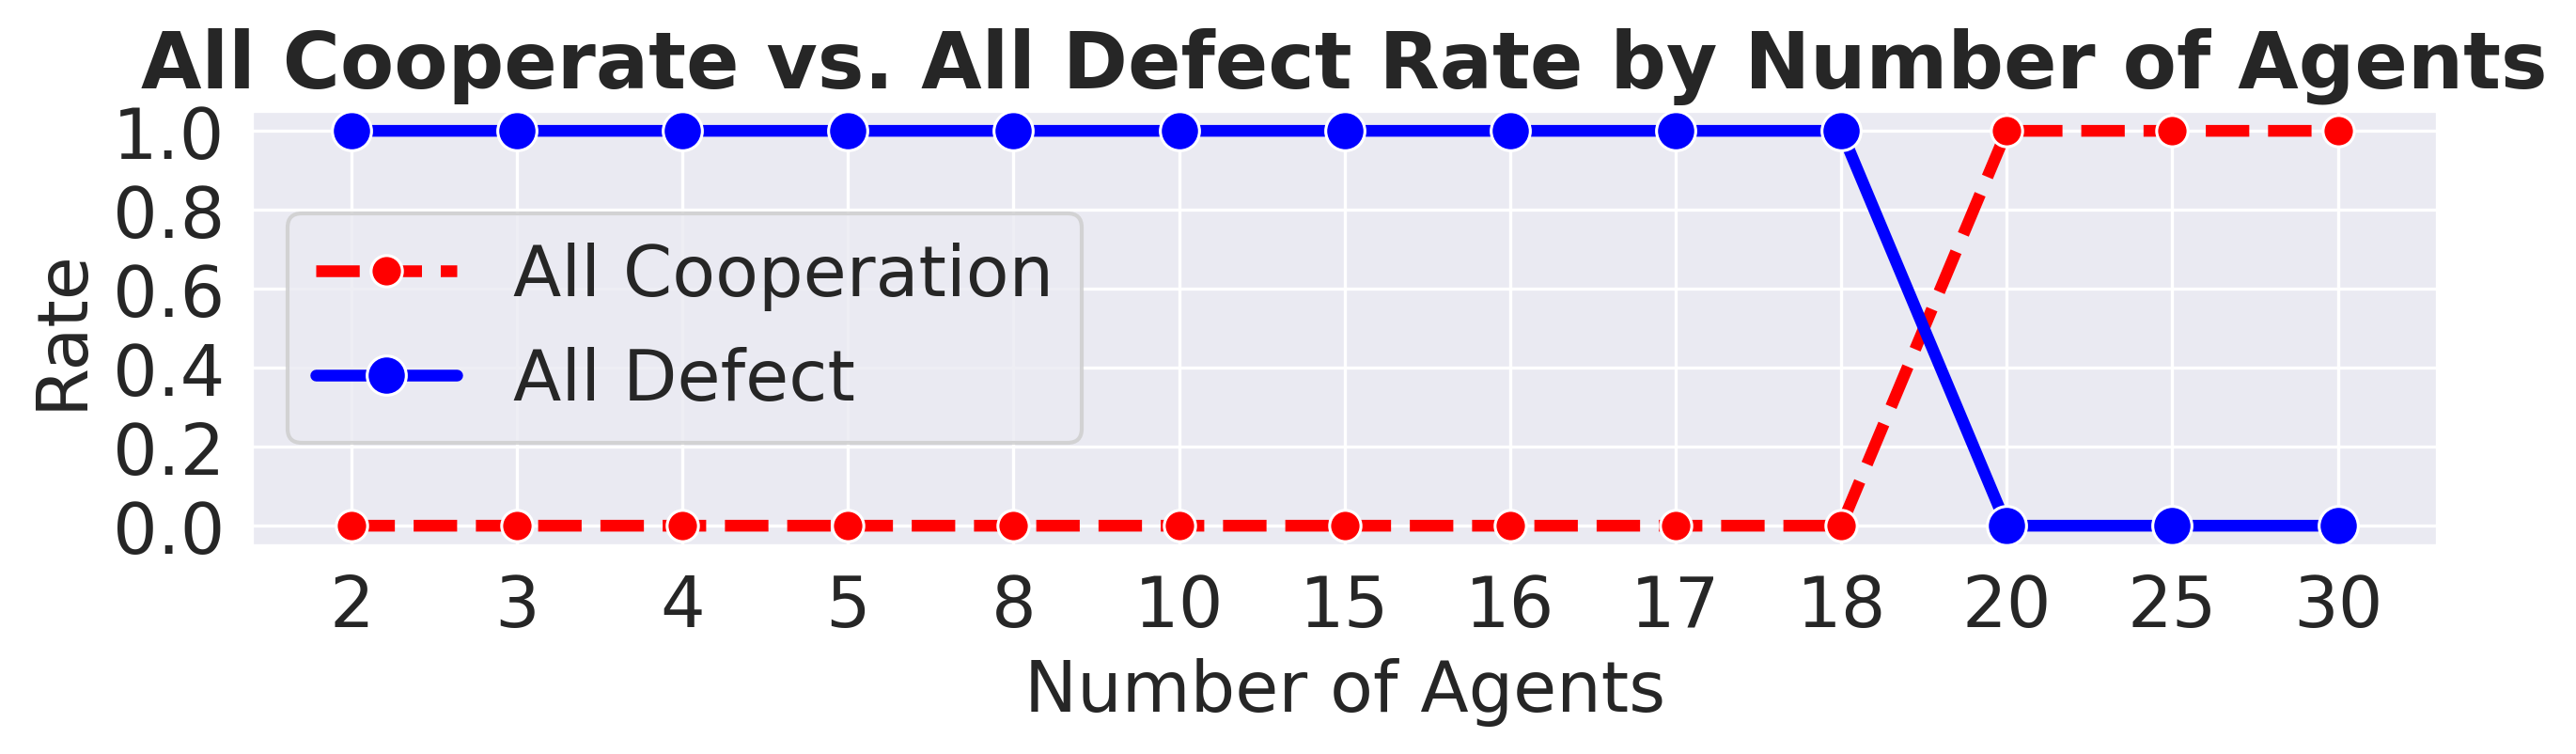 All Cooperate vs. All Defect Rate by Number of Agents
Rate
1.0
0.8
0.6
0.4
0.2
0.0
All Cooperation
All Defect
2 3 4 5 8 10 15 16 17 18 20 25 30
Number of Agents